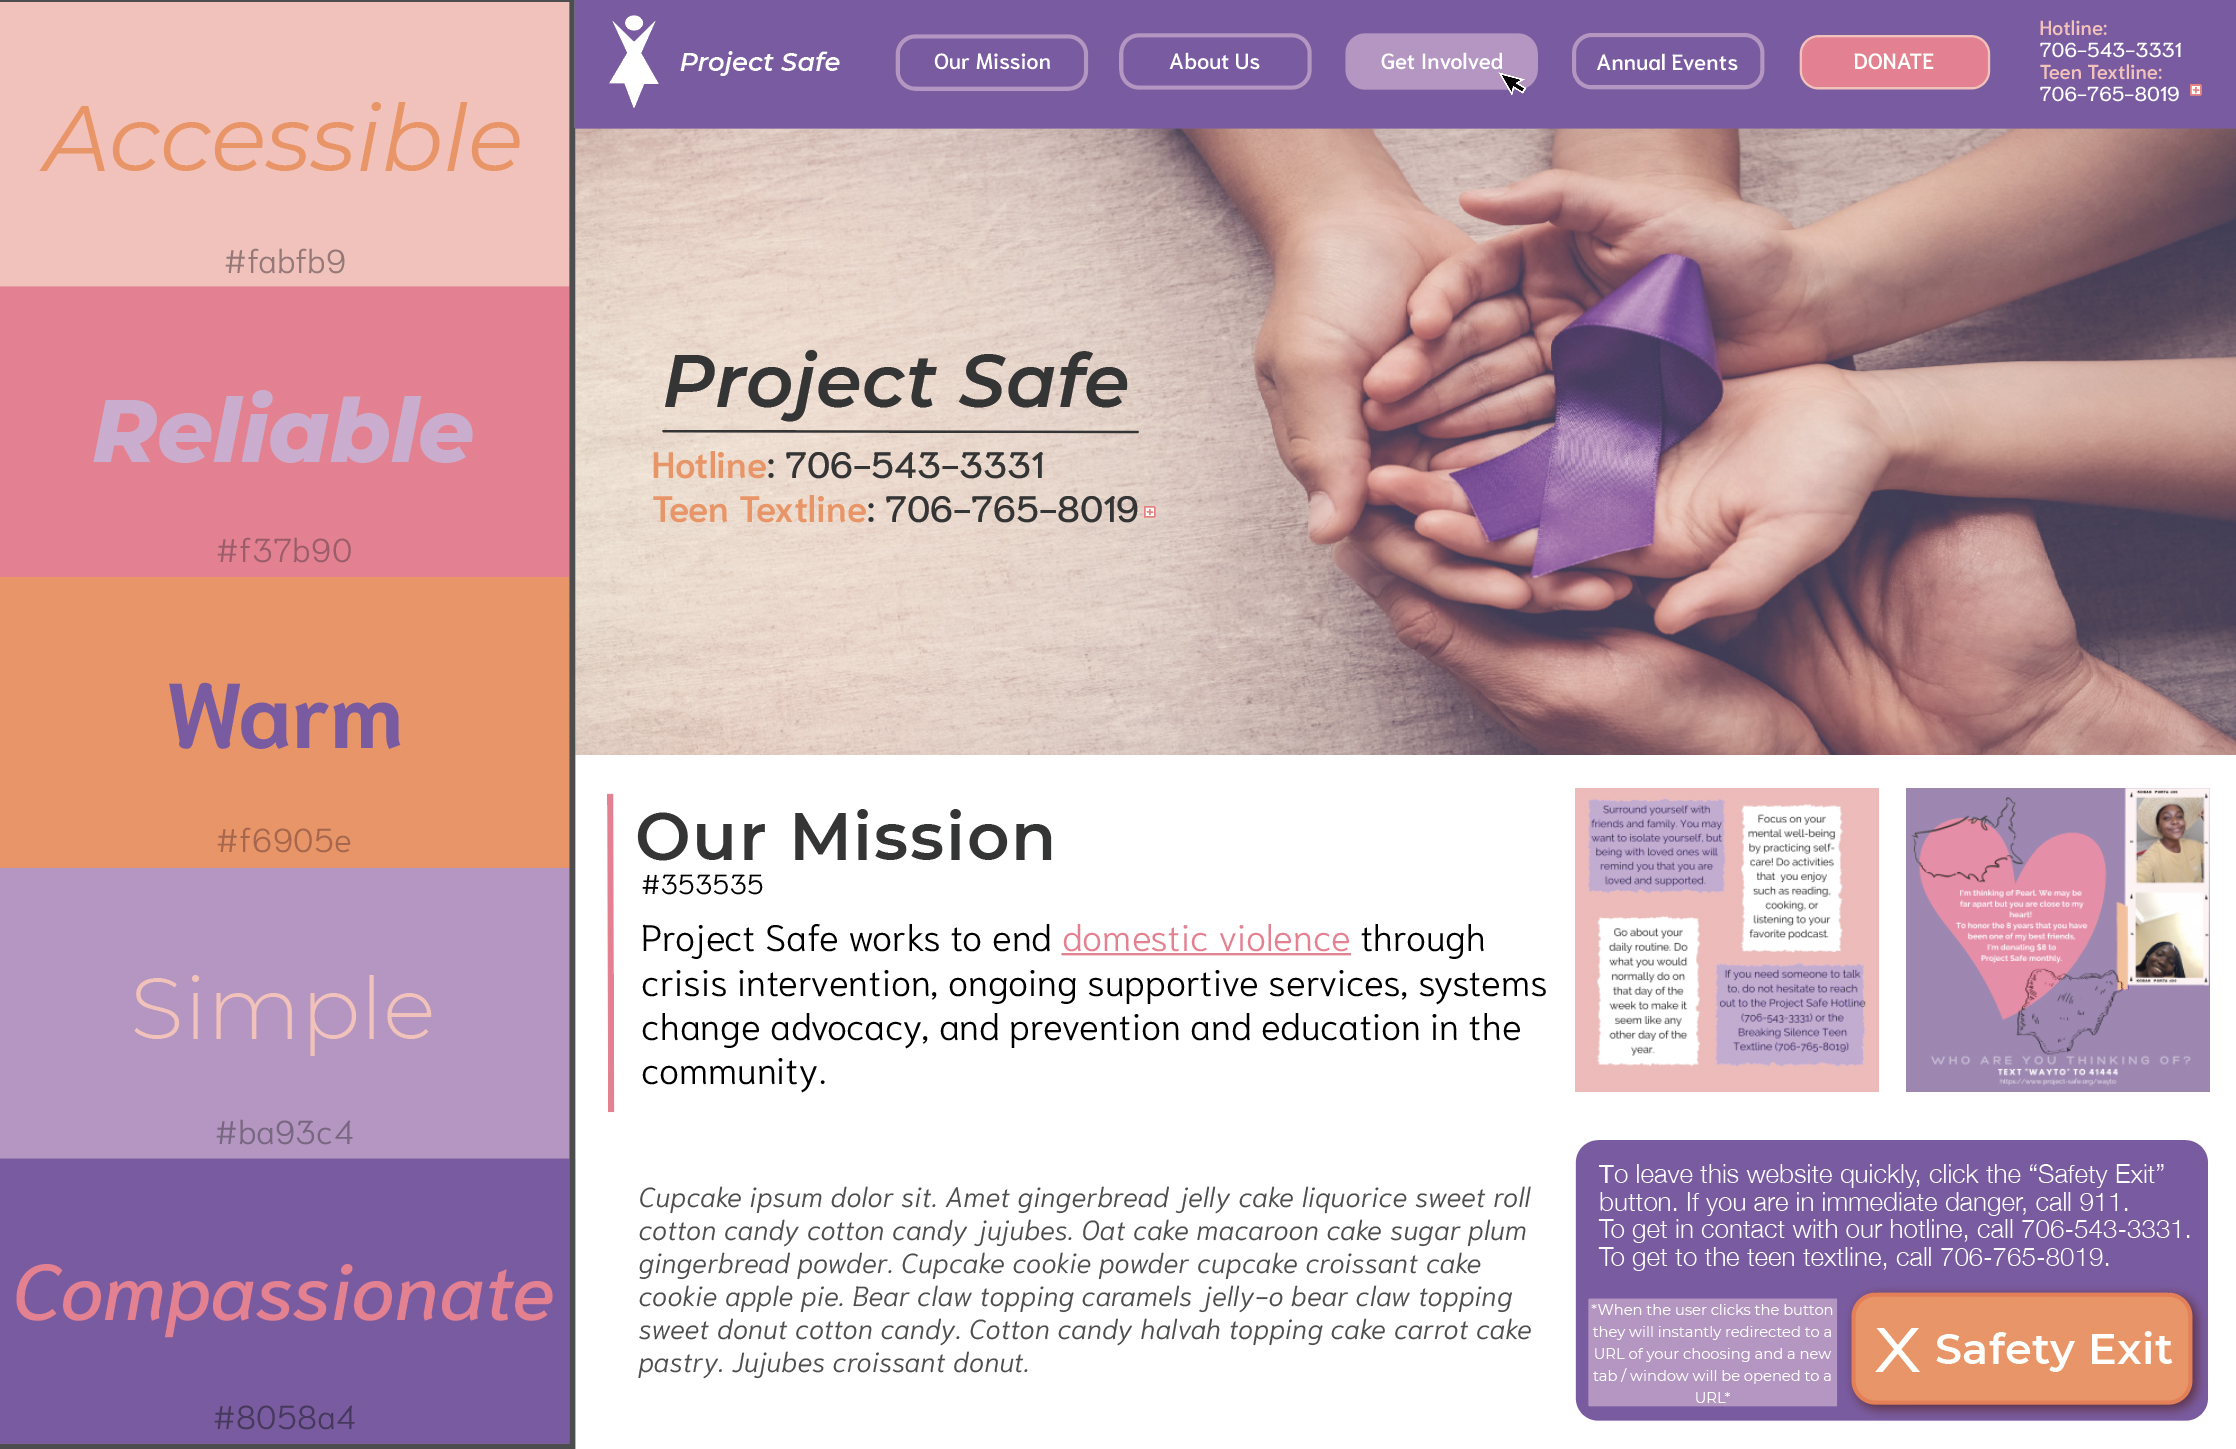 Accessible
#fabfb9
Reliable
#f37b90
Warm
#f6905e
Simple
#ba93c4
Compassionate
#8058a4
Project Safe
Our Mission
About Us
Get Involved
Annual Events
DONATE
Hotline:
706-543-3331
Teen Textline:
706-765-8019
Project Safe
Hotline: 706-543-3331
Teen Textline: 706-765-8019
Our Mission
#353535
Project Safe works to end domestic violence through
crisis intervention, ongoing supportive services, systems
change advocacy, and prevention and education in the
community.
Cupcake ipsum dolor sit. Amet gingerbread jelly cake liquorice sweet roll
cotton candy cotton candy jujubes. Oat cake macaroon cake sugar plum
gingerbread powder. Cupcake cookie powder cupcake croissant cake
cookie apple pie. Bear claw topping caramels jelly-o bear claw topping
sweet donut cotton candy. Cotton candy halvah topping cake carrot cake
pastry. Jujubes croissant donut.
Surround yourself with
friends and family. You may
want to isolate yourself, but
being with loved ones will
remind you that you are
loved and supported.
Focus on your
mental well-being
by practicing self-
care! Do activities
that you enjoy
such as reading,
cooking, or
listening to your
favorite podcast.
Go about your
daily routine. Do
what you would
normally do on
that day of the
week to make it
seem like any
other day of the
year.
If you need someone to talk
to, do not hesitate to reach
out to the Project Safe Hotline
(706-543-3331) or the
Breaking Silence Teen
Textline (706-765-8019)
I'm thinking of Pearl. We may be
far apart but you are close to my
heart!
To honor the 8 years that you have
been one of my best friends,
I'm donating $8 to
Project Safe monthly.
WHO ARE YOU THINKING OF?
TEXT "WAYTO" TO 41444
https://www.project-safe.org/wayto
To leave this website quickly, click the “Safety Exit”
button. If you are in immediate danger, call 911.
To get in contact with our hotline, call 706-543-3331.
To get to the teen textline, call 706-765-8019.
*When the user clicks the button
they will instantly redirected to a
URL of your choosing and a new
tab / window will be opened to a
URL*
X Safety Exit